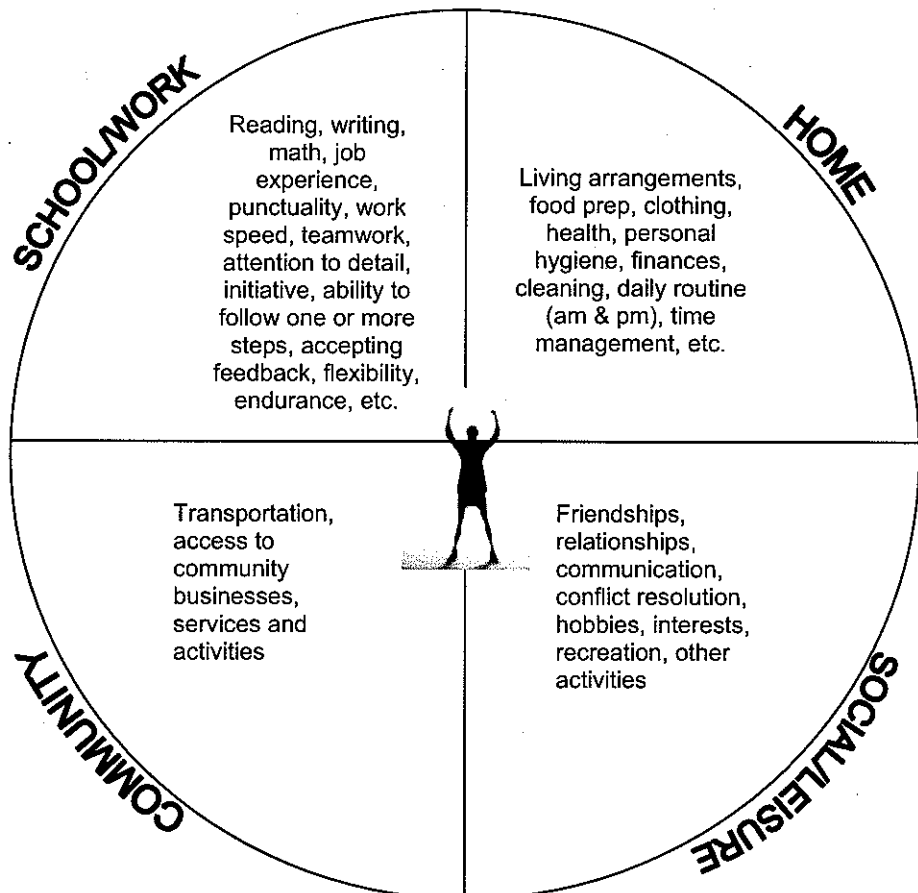 SCHOOL/WORK
Reading, writing,
math, job
experience,
punctuality, work
speed, teamwork,
attention to detail,
initiative, ability to
follow one or more
steps, accepting
feedback, flexibility,
endurance, etc.
HOME
Living arrangements,
food prep, clothing,
health, personal
hygiene, finances,
cleaning, daily routine
(am & pm), time
management, etc.
COMMUNITY
Transportation,
access to
community
businesses,
services and
activities
SOCIAL/LEISURE
Friendships,
relationships,
communication,
conflict resolution,
hobbies, interests,
recreation, other
activities